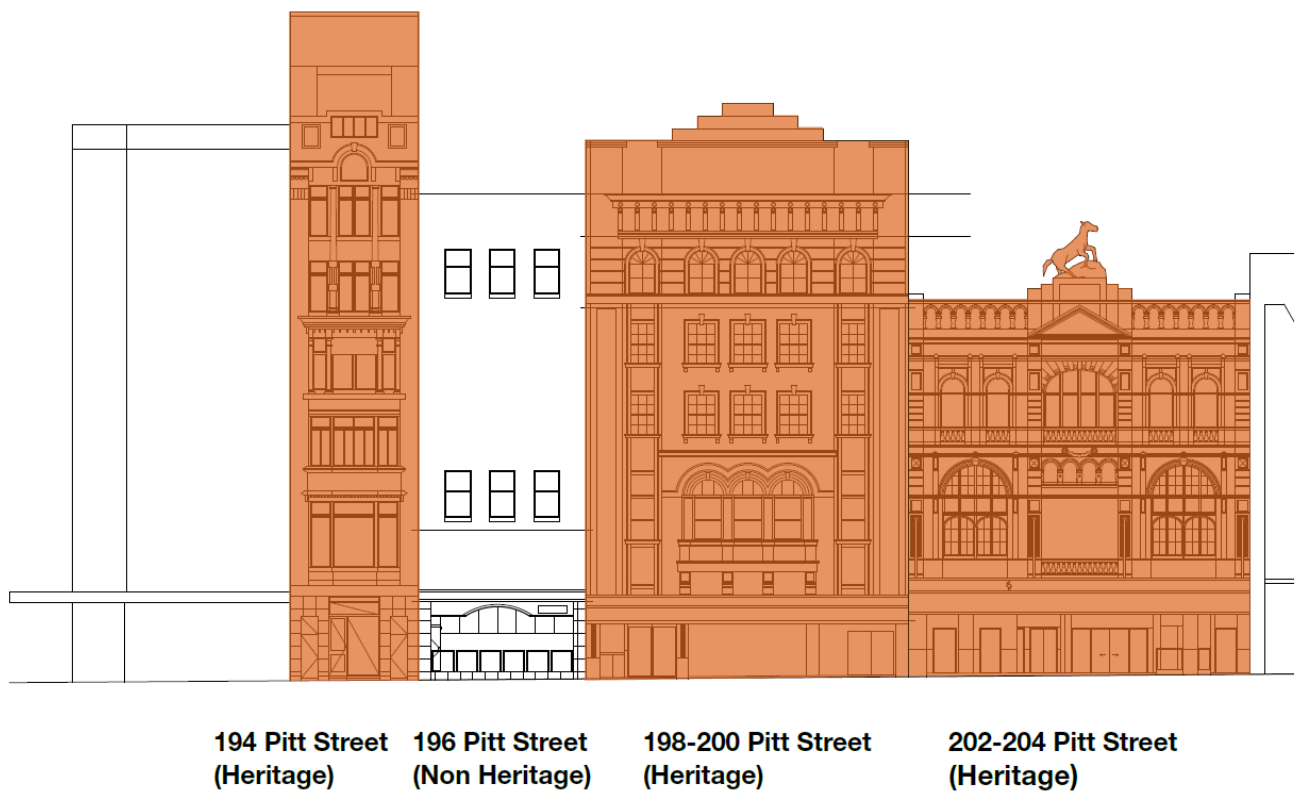 194 Pitt Street
(Heritage)
196 Pitt Street
(Non Heritage)
198-200 Pitt Street
(Heritage)
202-204 Pitt Street
(Heritage)